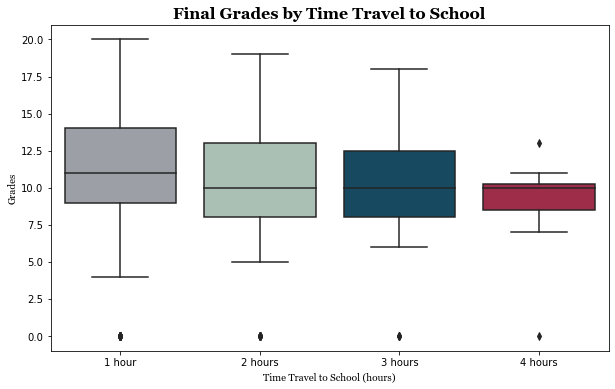 Final Grades by Time Travel to School
20.0
17.5
15.0
12.5
10.0
7.5
5.0
2.5
0.0
Grades
1 hour 2 hours 3 hours 4 hours
Time Travel to School (hours)